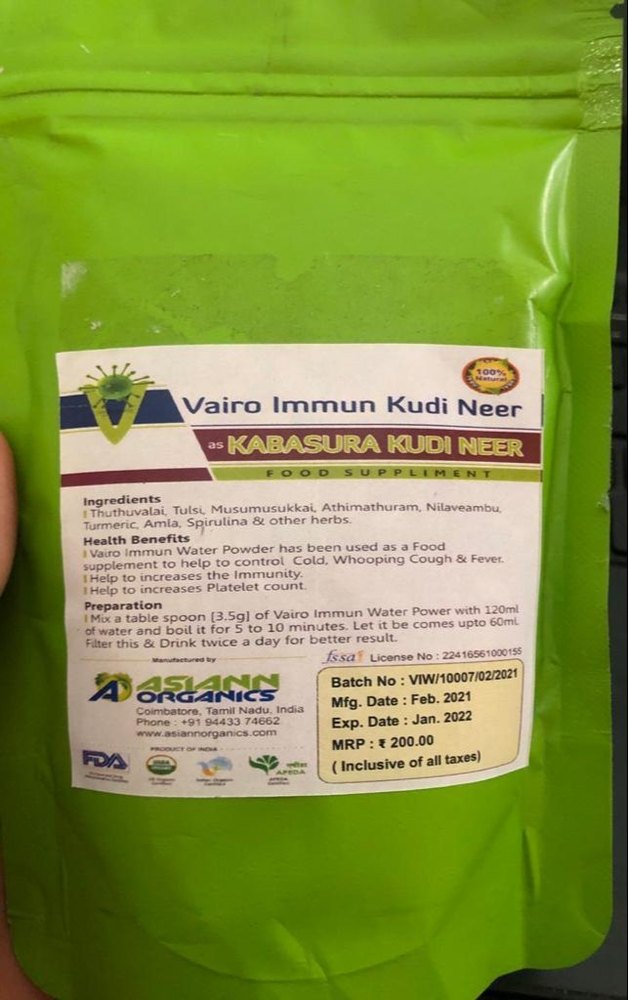 100%
Natural
Vairo Immun Kudi Neer
as KABASURA KUDI NEER
FOOD SUPPLIMENT
Ingredients
Thuthuvalai, Tulsi, Musumusukkai, Athimathuram, Nilaveambu,
Turmeric, Amla, Spirulina & other herbs.
Health Benefits
Vairo Immun Water Powder has been used as a Food
supplement to help to control Cold, Whooping Cough & Fever.
Help to increases the Immunity.
Help to increases Platelet count.
Preparation
Mix a table spoon [3.5g] of Vairo Immun Water Power with 120ml
of water and boil it for 5 to 10 minutes. Let it be comes upto 60ml.
Filter this & Drink twice a day for better result.
Manufactured by
ASIANN
ORGANICS
Coimbatore, Tamil Nadu, India
Phone : +91 94433 74662
www.asiannorganics.com
PRODUCT OF INDIA
FDA
USDA
ORGANIC
APEDA
fssai License No : 22416561000155
Batch No : VIW/10007/02/2021
Mfg. Date : Feb. 2021
Exp. Date : Jan. 2022
MRP : ₹ 200.00
( Inclusive of all taxes)